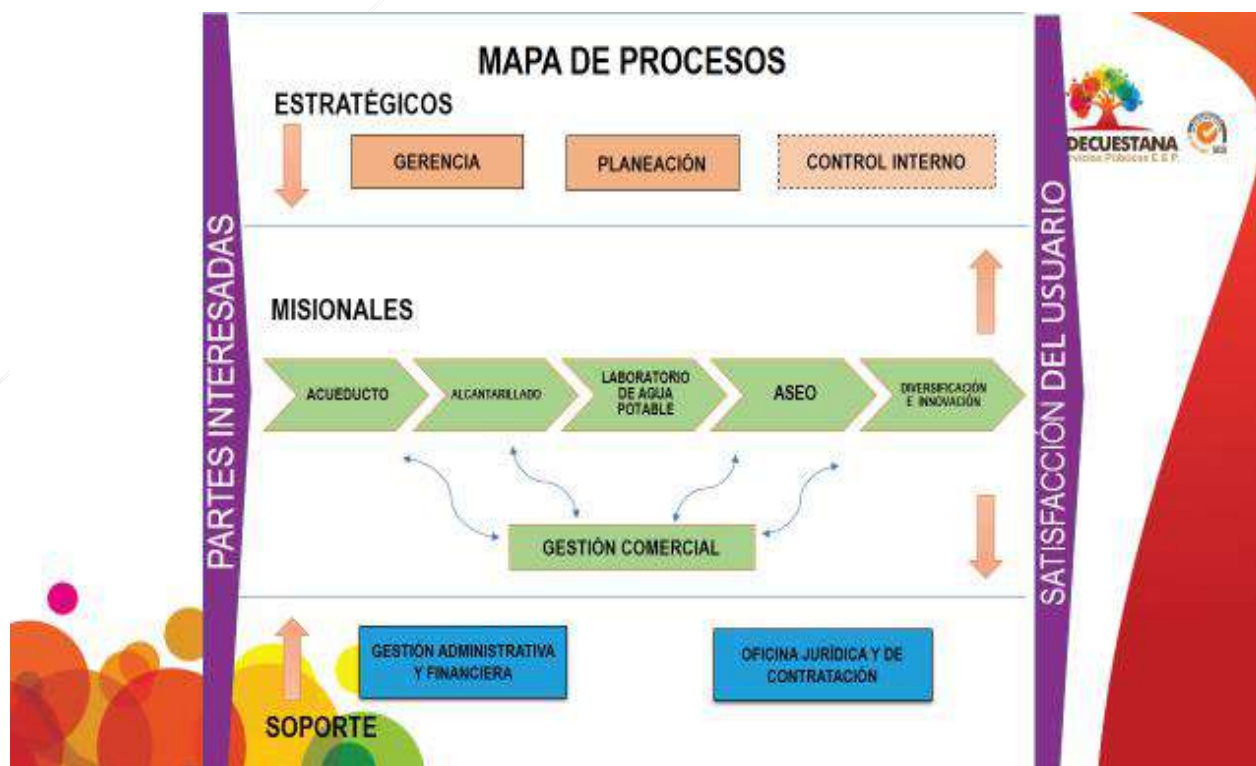 MAPA DE PROCESOS
ESTRATÉGICOS
GERENCIA
PLANEACIÓN
CONTROL INTERNO
DECUESTANA
PARTES INTERESADAS
SATISFACCIÓN DEL USUARIO
MISIONALES
ACUEDUCTO
ALCANTARILLADO
LABORATORIO
DE AGUA
POTABLE
ASEO
DIVERSIFICACIÓN
E INNOVACIÓN
GESTIÓN COMERCIAL
GESTIÓN ADMINISTRATIVA
Y FINANCIERA
OFICINA JURÍDICA Y DE
CONTRATACIÓN
SOPORTE